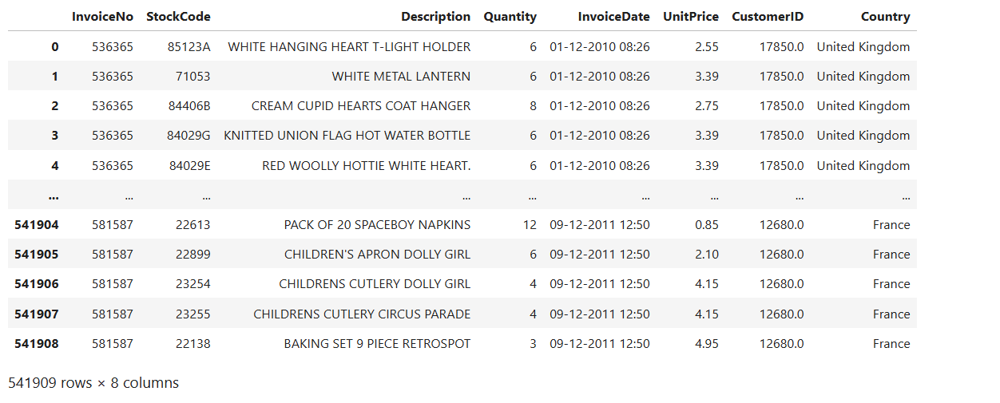 InvoiceNo StockCode Description Quantity InvoiceDate UnitPrice CustomerID Country
0 536365 85123A WHITE HANGING HEART T-LIGHT HOLDER 6 01-12-2010 08:26 2.55 17850.0 United Kingdom
1 536365 71053 WHITE METAL LANTERN 6 01-12-2010 08:26 3.39 17850.0 United Kingdom
2 536365 84406B CREAM CUPID HEARTS COAT HANGER 8 01-12-2010 08:26 2.75 17850.0 United Kingdom
3 536365 84029G KNITTED UNION FLAG HOT WATER BOTTLE 6 01-12-2010 08:26 3.39 17850.0 United Kingdom
4 536365 84029E RED WOOLLY HOTTIE WHITE HEART. 6 01-12-2010 08:26 3.39 17850.0 United Kingdom
... ... ... ... ... ... ... ... ...
541904 581587 22613 PACK OF 20 SPACEBOY NAPKINS 12 09-12-2011 12:50 0.85 12680.0 France
541905 581587 22899 CHILDREN'S APRON DOLLY GIRL 6 09-12-2011 12:50 2.10 12680.0 France
541906 581587 23254 CHILDRENS CUTLERY DOLLY GIRL 4 09-12-2011 12:50 4.15 12680.0 France
541907 581587 23255 CHILDRENS CUTLERY CIRCUS PARADE 4 09-12-2011 12:50 4.15 12680.0 France
541908 581587 22138 BAKING SET 9 PIECE RETROSPOT 3 09-12-2011 12:50 4.95 12680.0 France
541909 rows × 8 columns